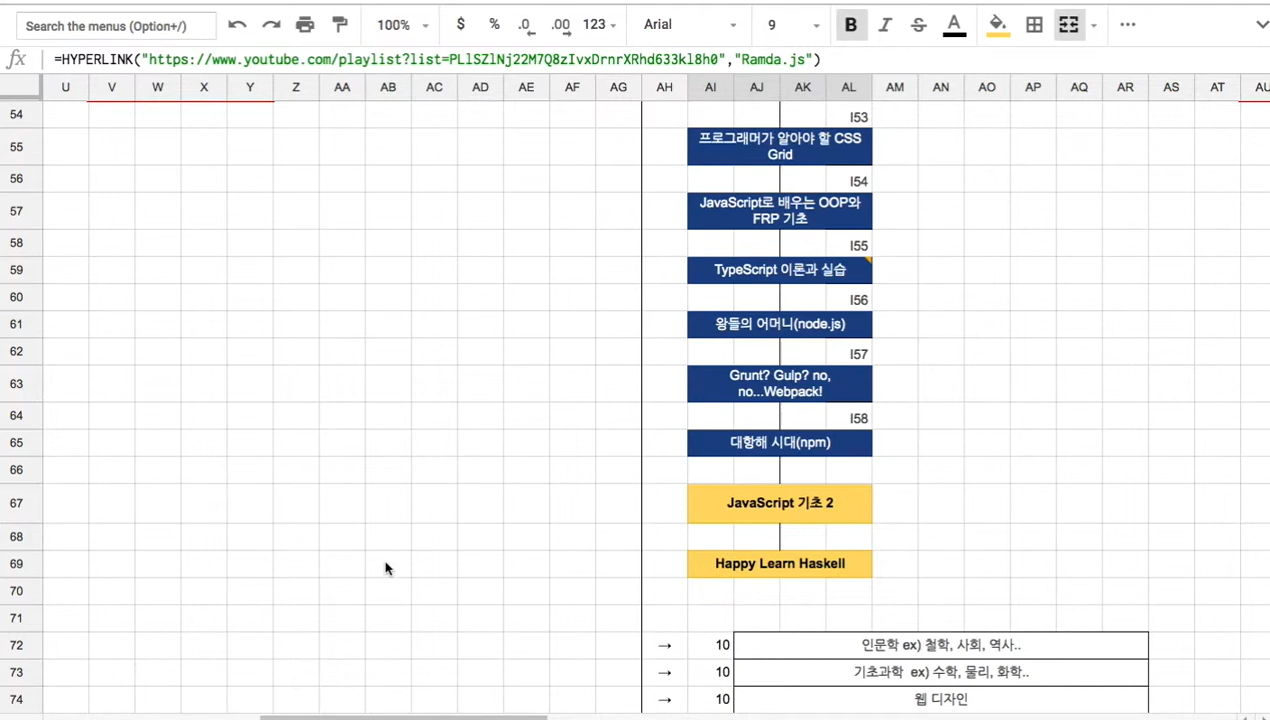 Search the menus (Option+/)
100%
$
%
.0
.00
123
Arial
9
B
I
S
A
...
fx
=HYPERLINK("https://www.youtube.com/playlist?list=PLlSZlNj22M7Q8zIvxDrnrXRhd633kl8h0","Ramda.js")
U V W X Y Z AA AB AC AD AE AF AG AH AI AJ AK AL AM AN AO AP AQ AR AS AT AU
54 I53
55 프로그래머가 알아야 할 CSS
Grid
56 I54
57 JavaScript로 배우는 OOP와
FRP 기초
58 I55
59 TypeScript 이론과 실습
60 I56
61 왕들의 어머니(node.js)
62 I57
63 Grunt? Gulp? no,
no...Webpack!
64 I58
65 대항해 시대(npm)
66
67 JavaScript 기초 2
68
69 Happy Learn Haskell
70
71
72 → 10 인문학 ex) 철학, 사회, 역사..
73 → 10 기초과학 ex) 수학, 물리, 화학..
74 → 10 웹 디자인